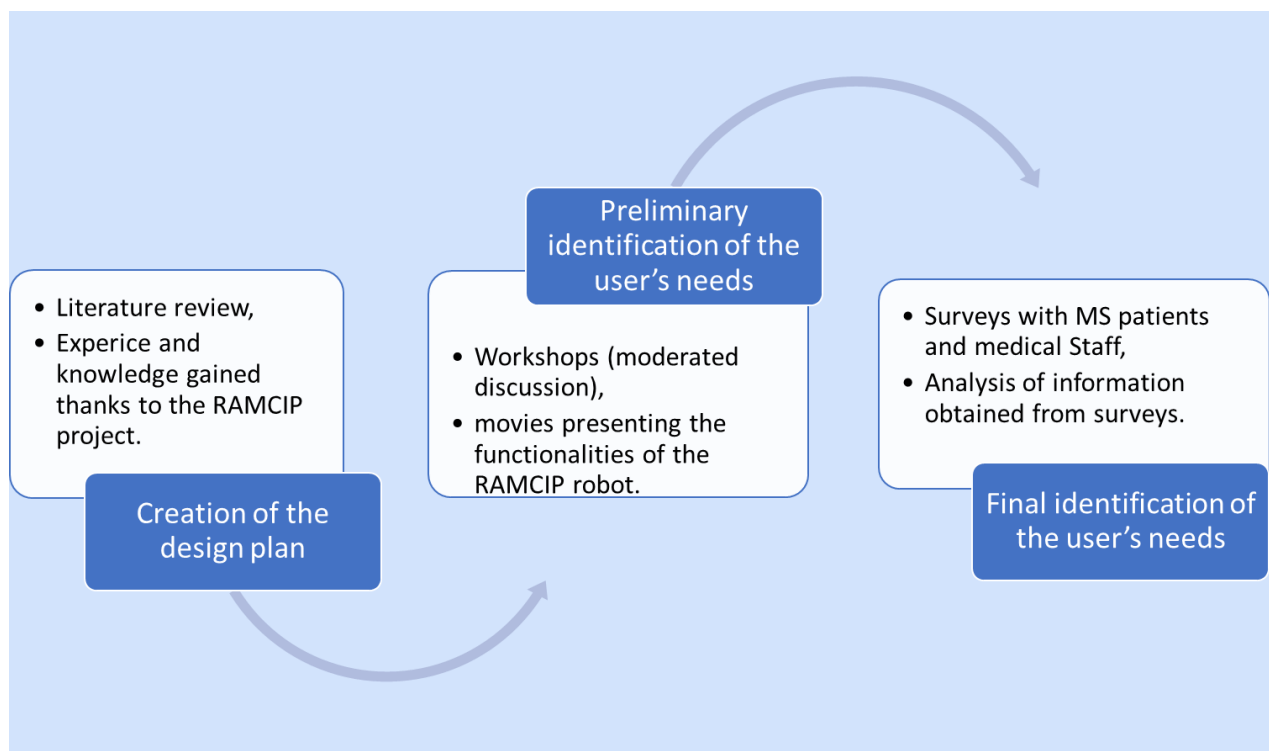 • Literature review,
• Experice and
knowledge gained
thanks to the RAMCIP
project.
Creation of the
design plan
Preliminary
identification of the
user’s needs
• Workshops (moderated
discussion),
• movies presenting the
functionalities of the
RAMCIP robot.
• Surveys with MS patients
and medical Staff,
• Analysis of information
obtained from surveys.
Final identification of
the user’s needs